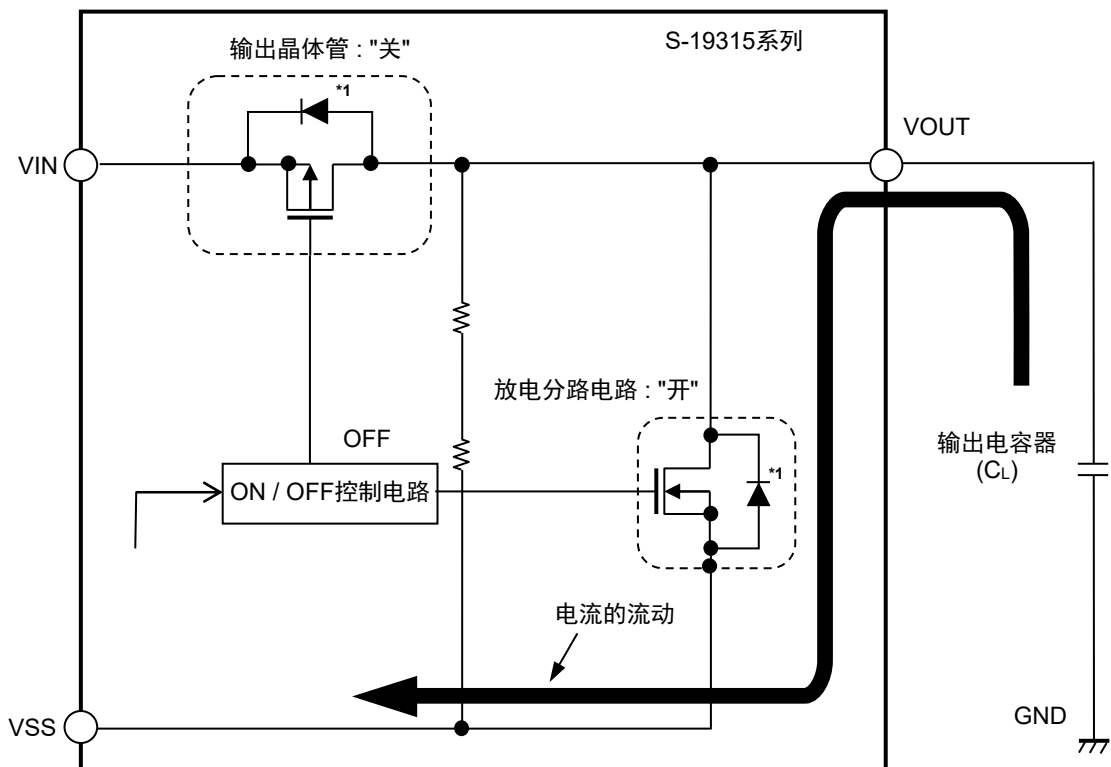 S-19315系列
输出晶体管 : "关"
*1
VOUT
VIN
放电分路电路 : "开"
OFF
输出电容器
(CL)
*1
ON / OFF控制电路
电流的流动
GND
VSS